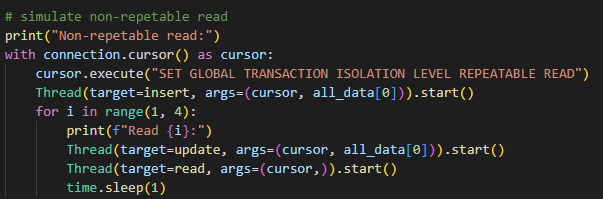 # simulate non-repetable read
print("Non-repetable read:")
with connection.cursor() as cursor:
    cursor.execute("SET GLOBAL TRANSACTION ISOLATION LEVEL REPEATABLE READ")
    Thread(target=insert, args=(cursor, all_data[0])).start()
    for i in range(1, 4):
        print(f"Read {i}:")
        Thread(target=update, args=(cursor, all_data[0])).start()
        Thread(target=read, args=(cursor,)).start()
        time.sleep(1)